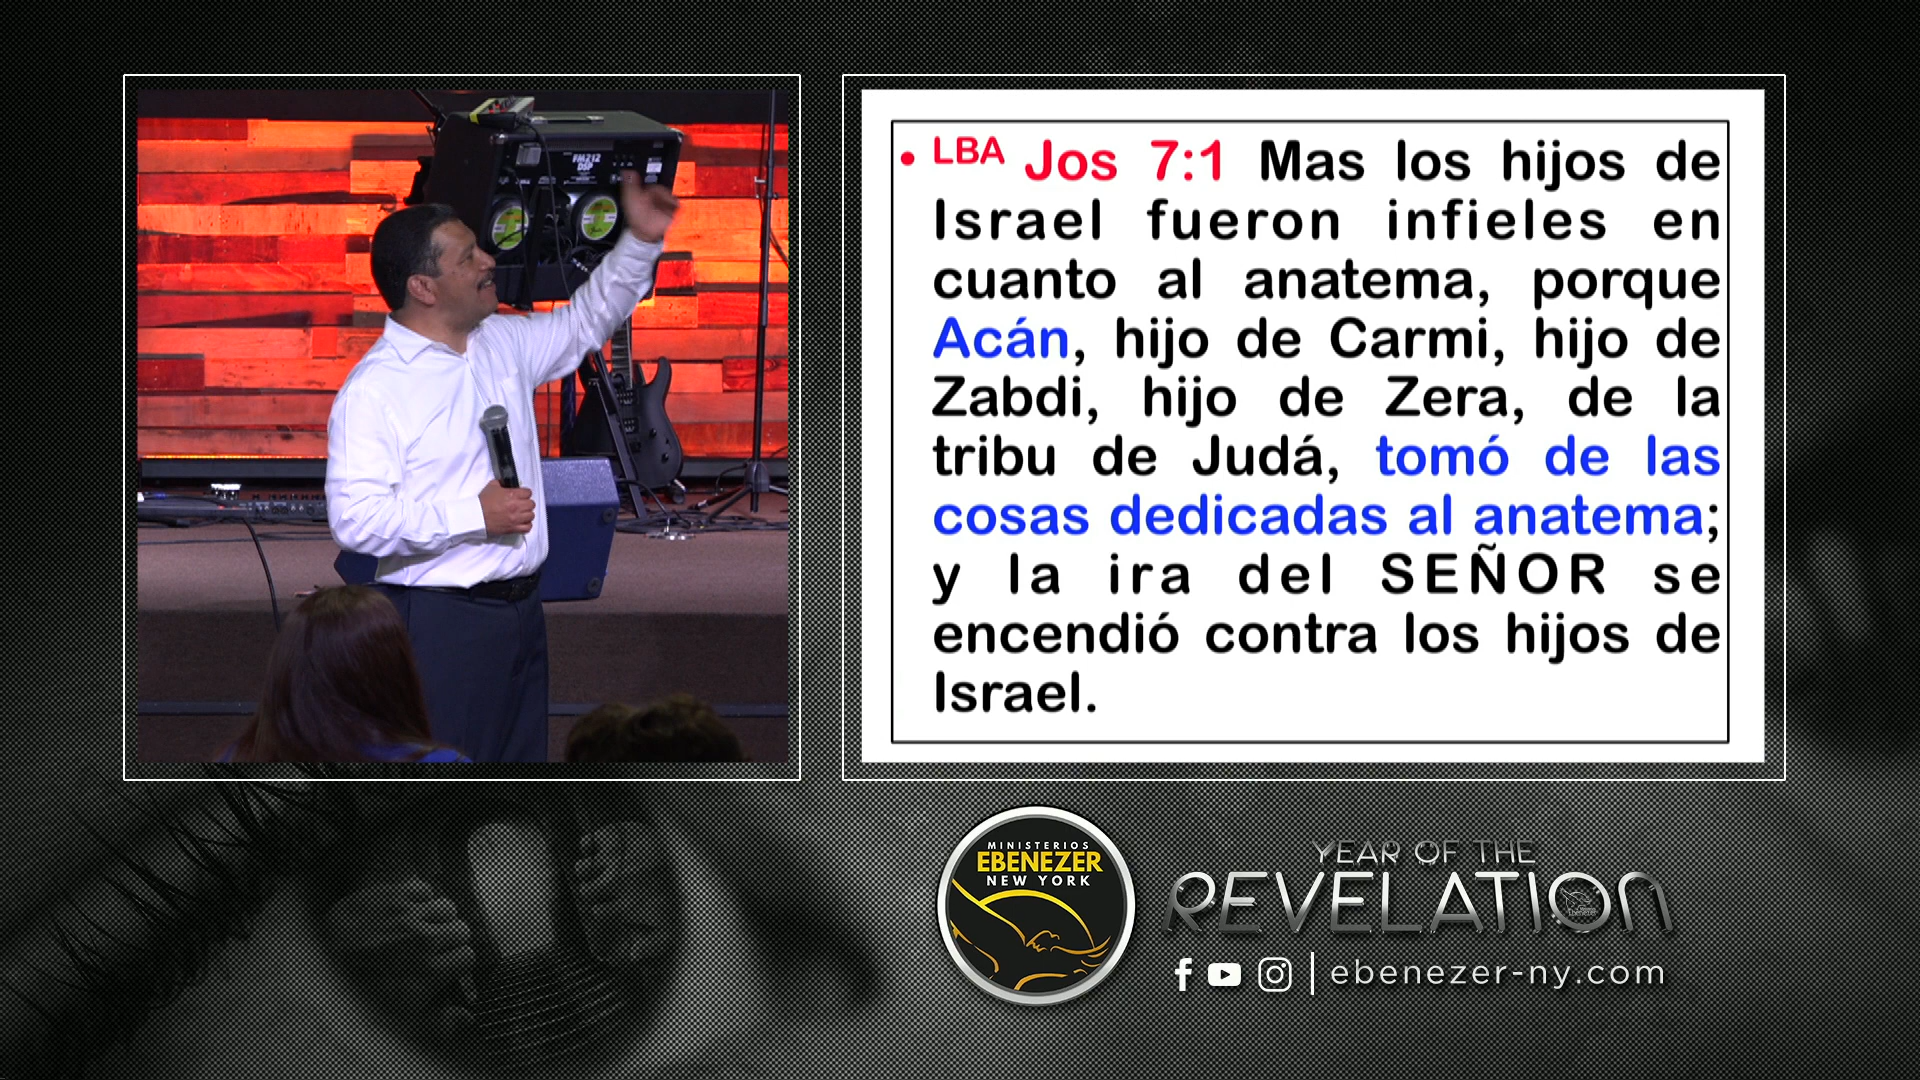 FM212
DSP
• LBA Jos 7:1 Mas los hijos de
Israel fueron infieles en
cuanto al anatema, porque
Acán, hijo de Carmi, hijo de
Zabdi, hijo de Zera, de la
tribu de Judá, tomó de las
cosas dedicadas al anatema;
y la ira del SEÑOR se
encendió contra los hijos de
Israel.
MINISTERIOS
EBENEZER
NEW YORK
YEAR OF THE
REVELATION
ebenezer-ny.com